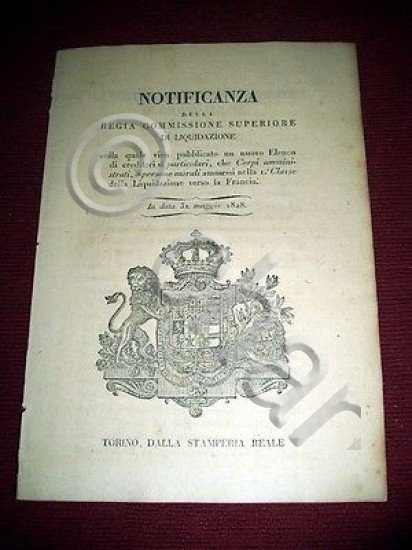 NOTIFICANZA
DELLA
REGIA COMMISSIONE SUPERIORE
DI LIQUIDAZIONE
colla quale vien pubblicato un nuovo Elenco
di creditori sì particolari, che Corpi ammini-
strati, o persone morali ammessi nella 1.ª Classe
della Liquidazione verso la Francia.
In data 31 maggio 1828.
TORINO, DALLA STAMPERIA REALE